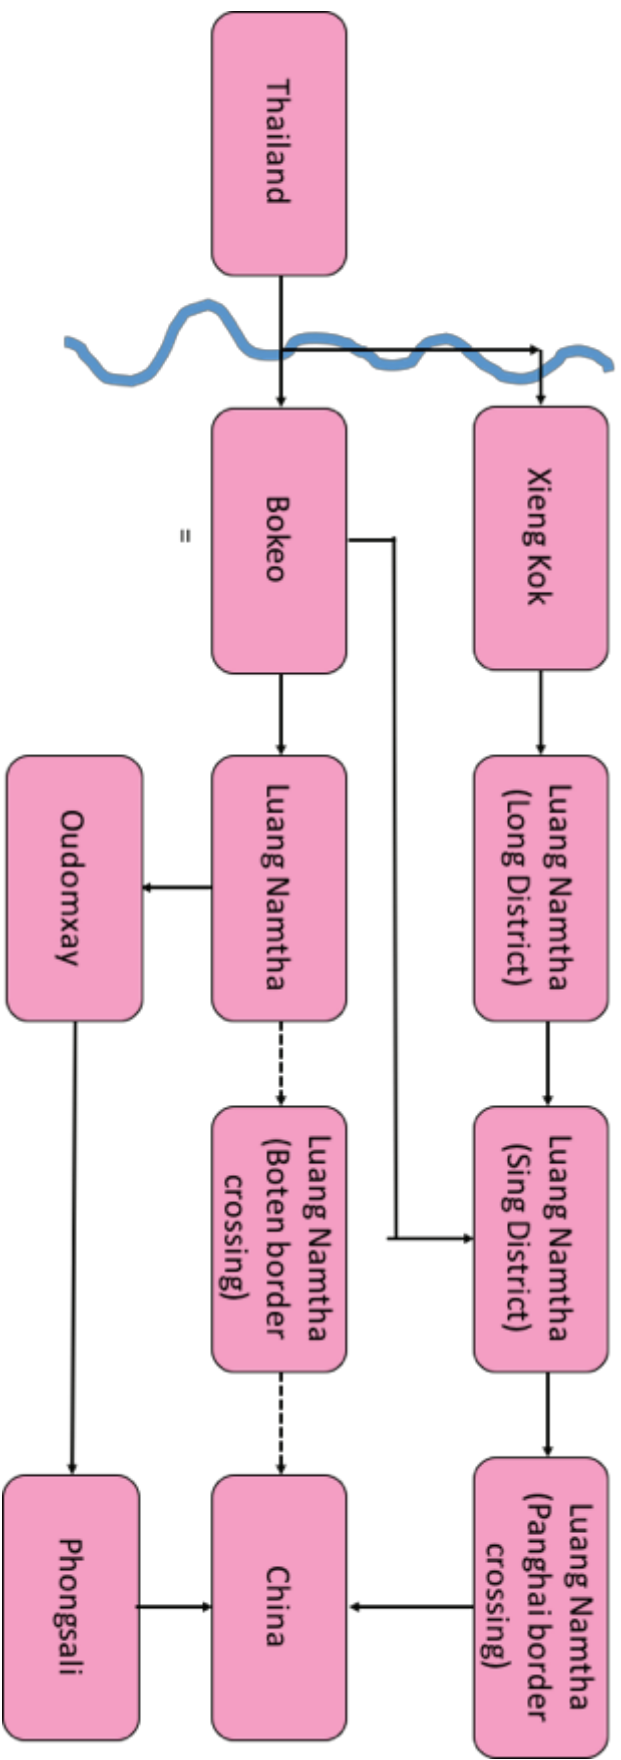 Xieng Kok
Luang Namtha
(Long District)
Luang Namtha
(Sing District)
Luang Namtha
(Panghai border
crossing)
Thailand
Bokeo
Luang Namtha
Luang Namtha
(Boten border
crossing)
China
=
Oudomxay
Phongsali